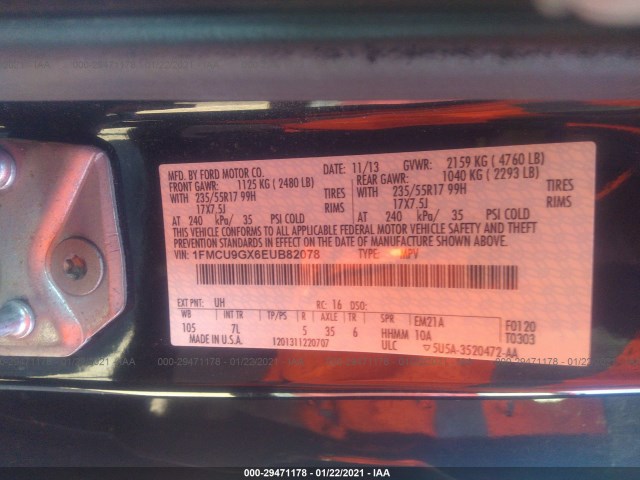 MFD. BY FORD MOTOR CO.
DATE: 11/13 GVWR: 2159 KG ( 4760 LB)
FRONT GAWR: 1125 KG ( 2480 LB)
REAR GAWR: 1040 KG ( 2293 LB)
WITH 235/55R17 99H TIRES
WITH 235/55R17 99H TIRES
17X7.5J RIMS
17X7.5J RIMS
AT 240 kPa/ 35 PSI COLD
AT 240 kPa/ 35 PSI COLD
THIS VEHICLE CONFORMS TO ALL APPLICABLE FEDERAL MOTOR VEHICLE SAFETY AND THEFT
PREVENTION STANDARDS IN EFFECT ON THE DATE OF MANUFACTURE SHOWN ABOVE.
VIN: 1FMCU9GX6EUB82078 TYPE: MPV
EXT PNT: UH RC: 16 DSO:
WB INT TR TP/PS R AXLE TR SPR EM21A F0120
105 7L 5 35 6 HHMM 10A T0303
MADE IN U.S.A. 1201311220707 ULC 5U5A-3520472-AA
000-29471178 - 01/22/2021 - IAA